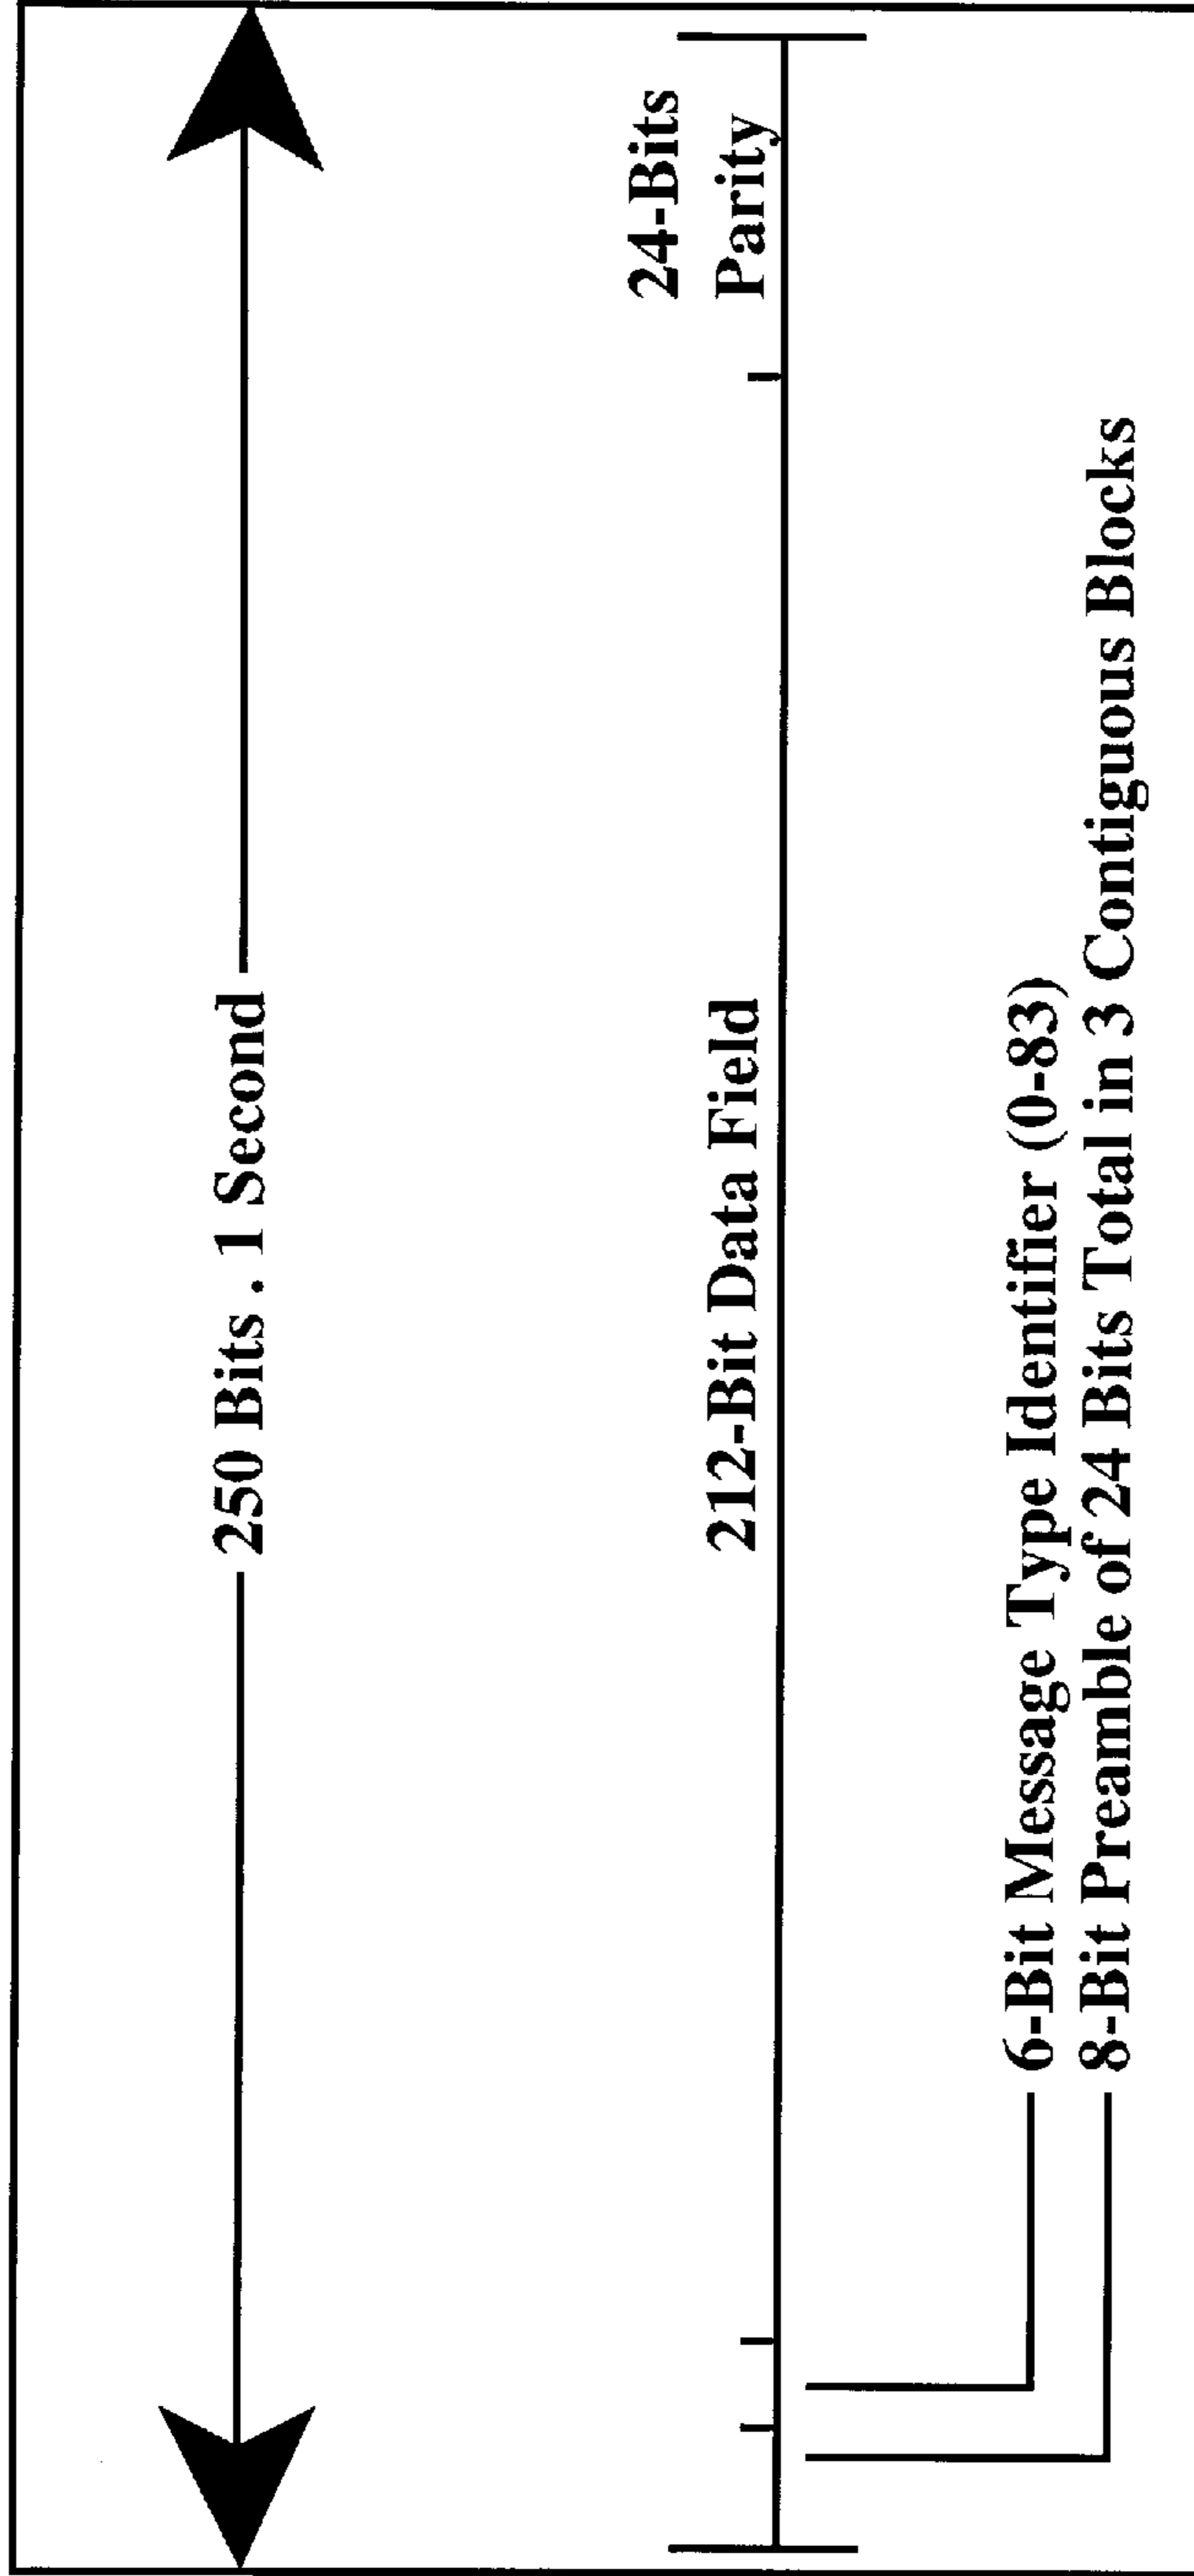 250 Bits . 1 Second
24-Bits
Parity
212-Bit Data Field
6-Bit Message Type Identifier (0-83)
8-Bit Preamble of 24 Bits Total in 3 Contiguous Blocks